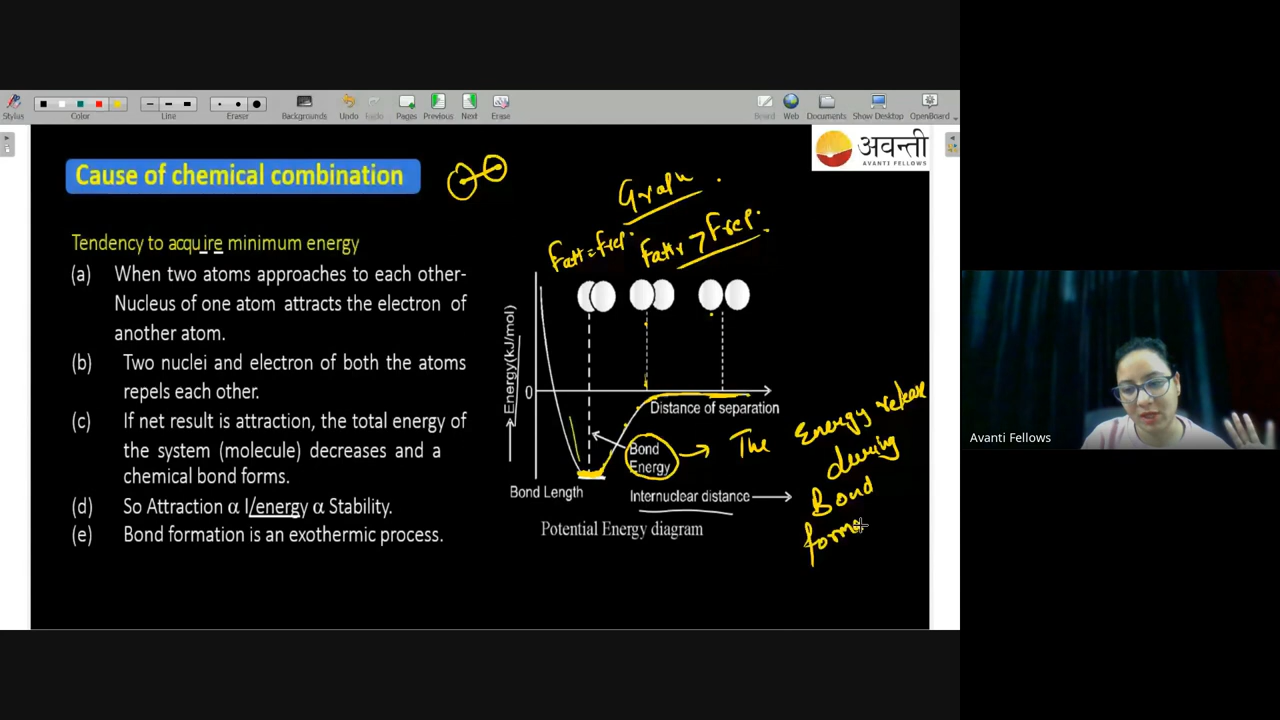 Styles
Color
Line
Eraser
Backgrounds
Undo
Redo
Pages
Previous
Next
Erase
Board
Web
Documents
Show Desktop
OpenBoard
अवन्ती
AVANTI FELLOWS
Cause of chemical combination
Graph
Fatt = Frep.
Fattr > Frep.
Tendency to acquire minimum energy
(a) When two atoms approaches to each other-
Nucleus of one atom attracts the electron of
another atom.
(b) Two nuclei and electron of both the atoms
repels each other.
(c) If net result is attraction, the total energy of
the system (molecule) decreases and a
chemical bond forms.
(d) So Attraction α I/energy α Stability.
(e) Bond formation is an exothermic process.
Energy(kJ/mol)
0
Distance of separation
Bond
Energy
Bond Length
Internuclear distance
Potential Energy diagram
The
Energy release
during
Bond
forma
Avanti Fellows